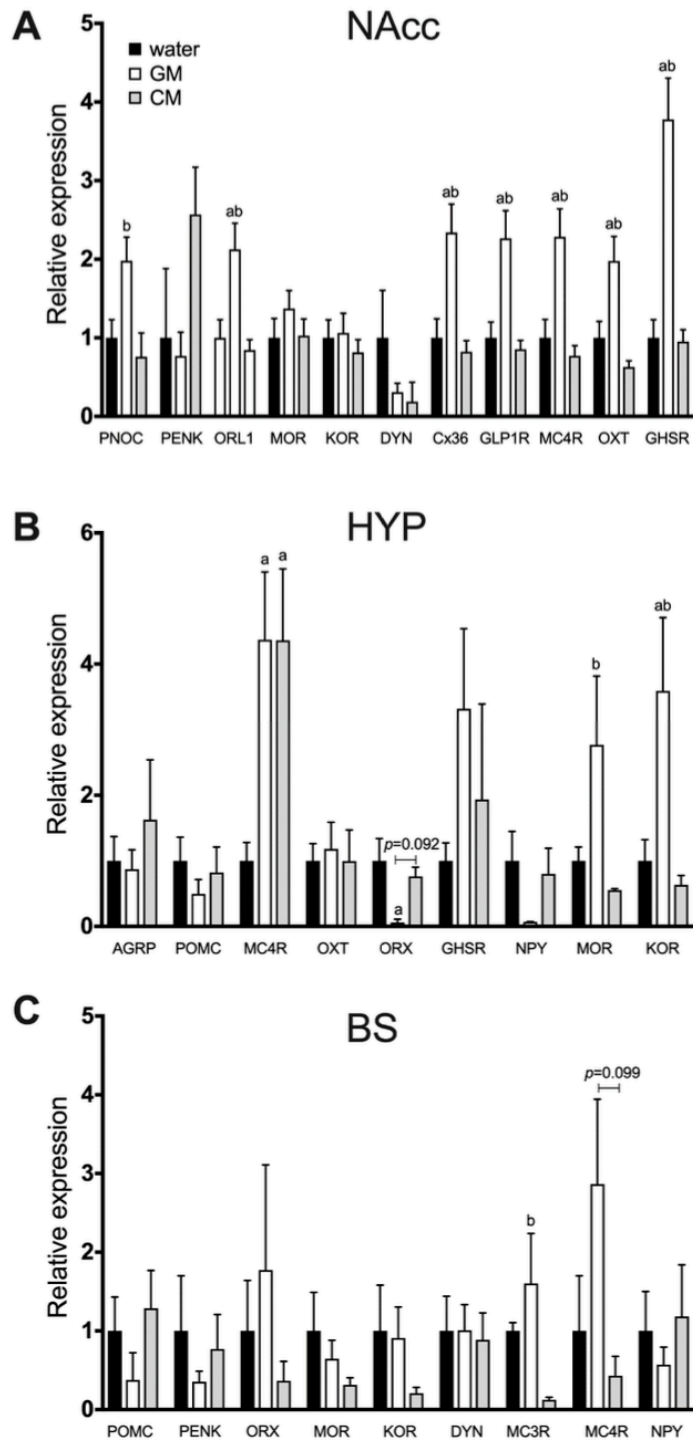 A
NAcc
5
4
3
2
1
0
Relative expression
water
GM
CM
b
ab
ab
ab
ab
ab
ab
PNOC PENK ORL1 MOR KOR DYN Cx36 GLP1R MC4R OXT GHSR
B
HYP
6
4
2
0
Relative expression
a a
p=0.092
a
b
ab
AGRP POMC MC4R OXT ORX GHSR NPY MOR KOR
C
BS
5
4
3
2
1
0
Relative expression
p=0.099
b
POMC PENK ORX MOR KOR DYN MC3R MC4R NPY